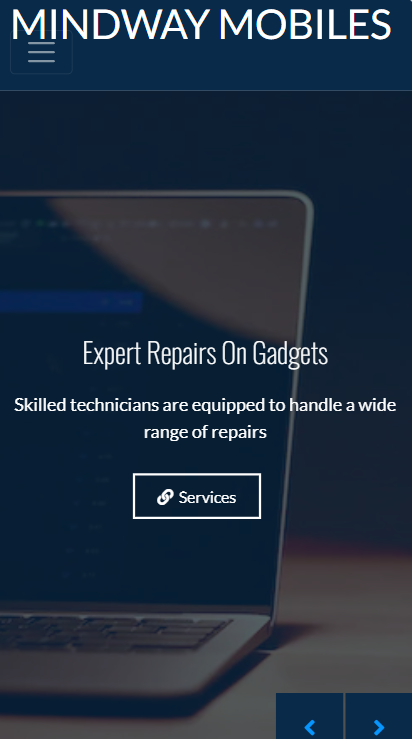 MINDWAY MOBILES
Expert Repairs On Gadgets
Skilled technicians are equipped to handle a wide
range of repairs
Services